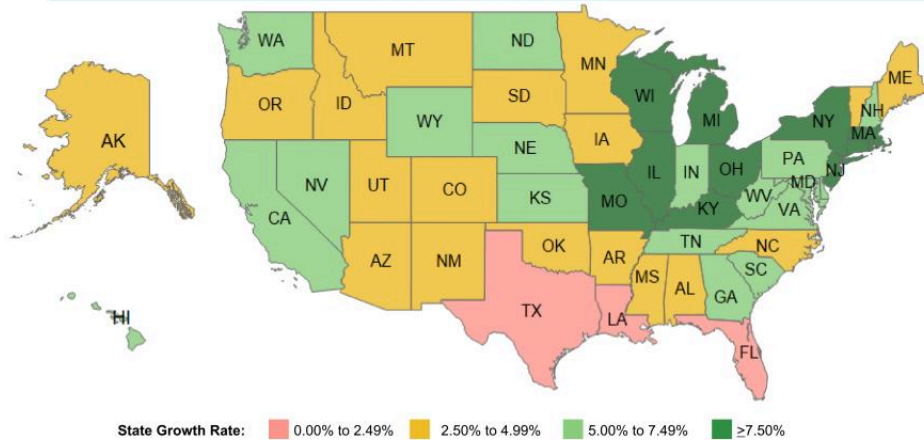 WA
MT
ND
MN
ME
OR
ID
SD
WI
MI
NY
NH
MA
AK
WY
IA
NE
PA
NJ
NV
UT
CO
IL
IN
OH
MD
CA
KS
MO
WV
VA
KY
TN
NC
AZ
NM
OK
AR
SC
MS
AL
GA
HI
TX
LA
FL
State Growth Rate: 0.00% to 2.49% 2.50% to 4.99% 5.00% to 7.49% ≥7.50%